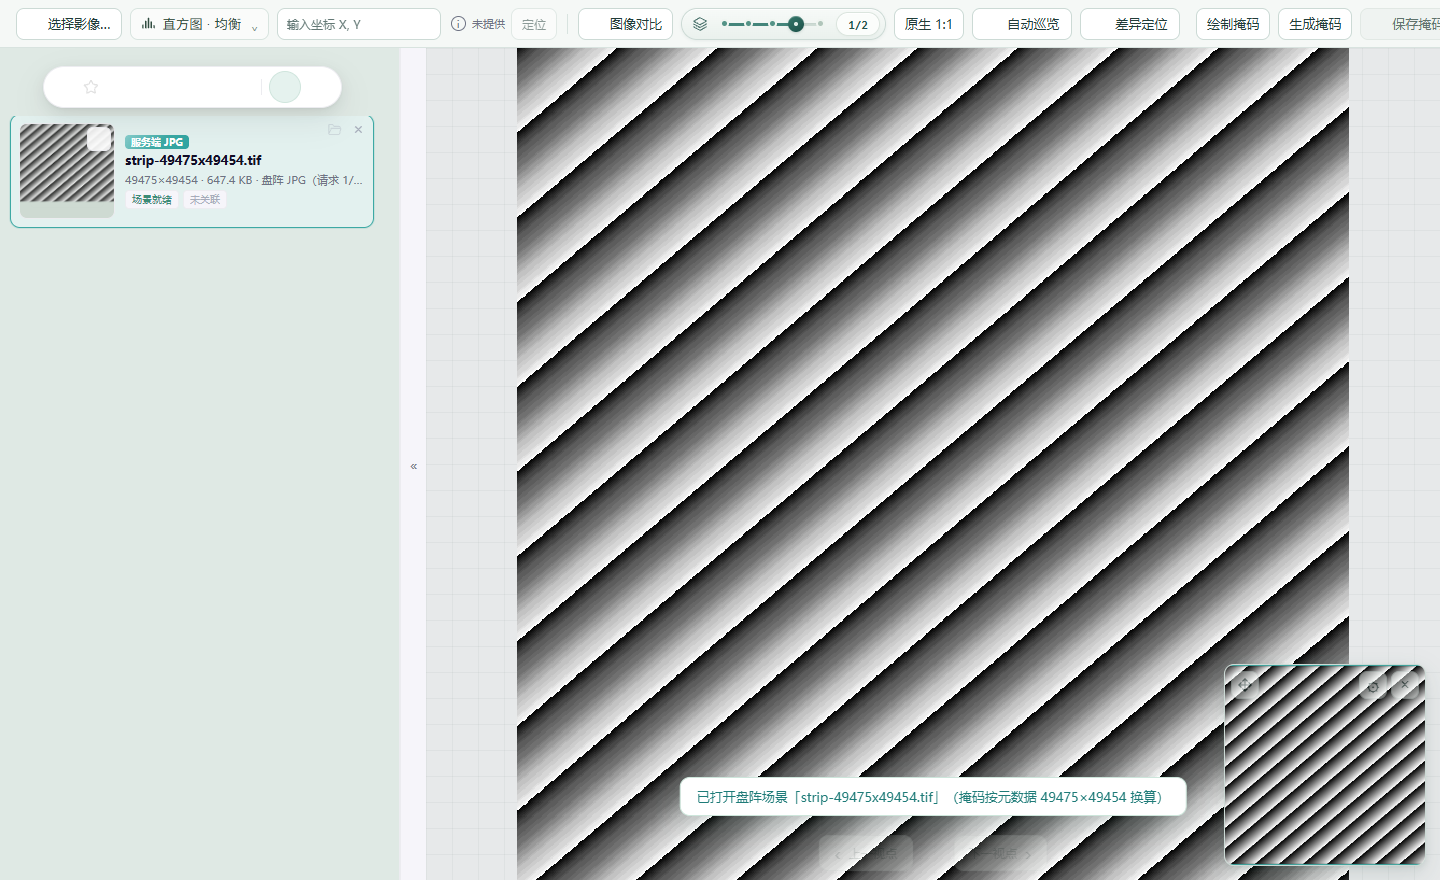 选择影像... 直方图 · 均衡 输入坐标 X, Y 未提供 定位 图像对比 1/2 原生 1:1 自动巡览 差异定位 绘制掩码 生成掩码 保存掩码
服务端 JPG
strip-49475x49454.tif
49475×49454 · 647.4 KB · 盘阵 JPG（请求 1/...
场景就绪 未关联
«
已打开盘阵场景「strip-49475x49454.tif」（掩码按元数据 49475×49454 换算）